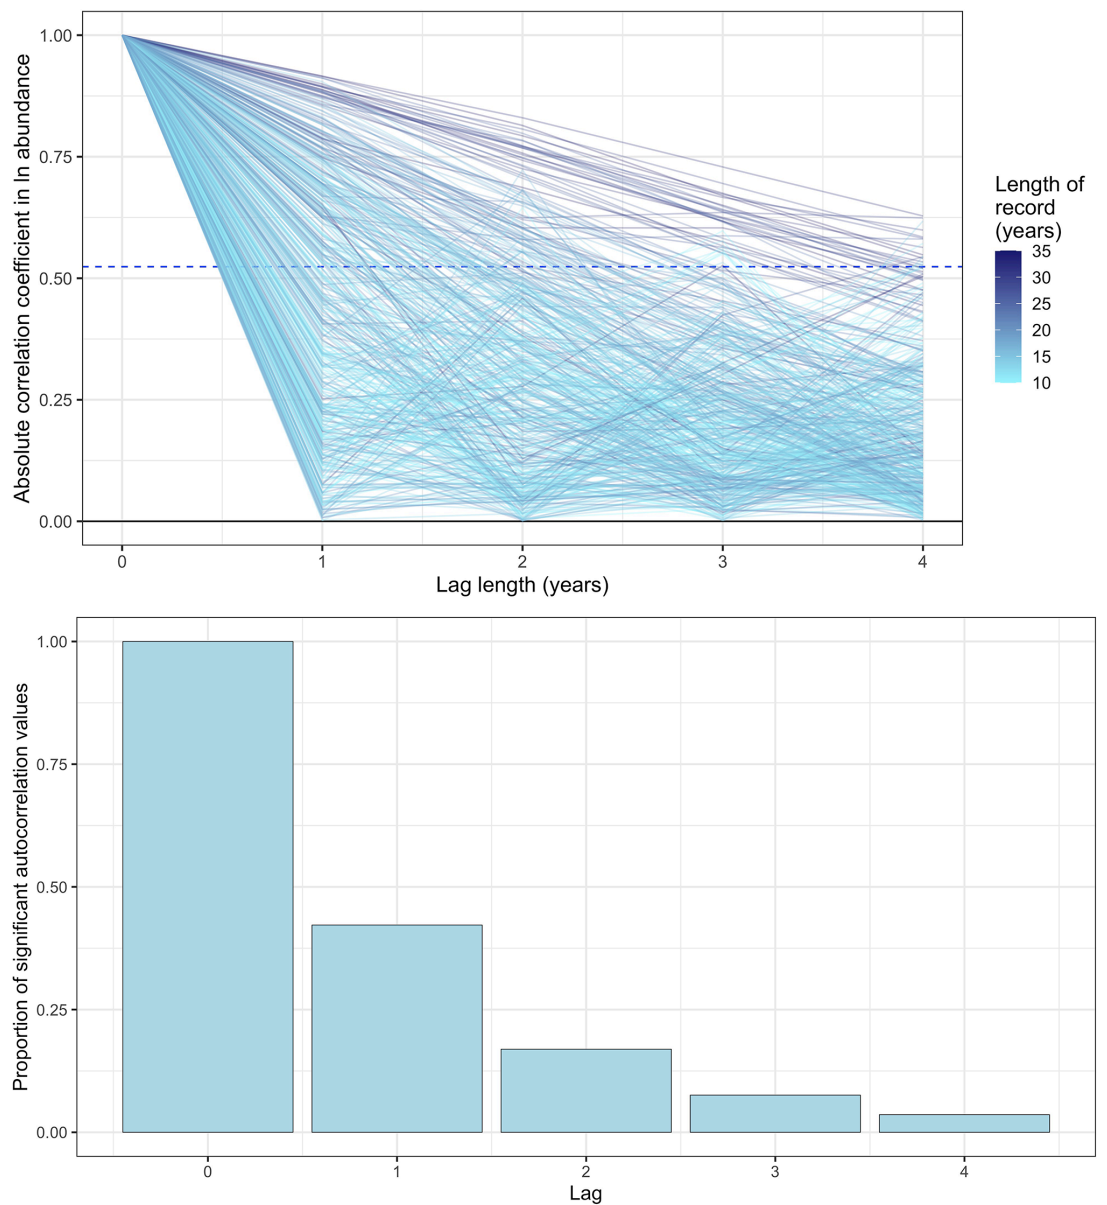 Absolute correlation coefficient in ln abundance
1.00
0.75
0.50
0.25
0.00
0 1 2 3 4
Lag length (years)
Length of
record
(years)
35
30
25
20
15
10
Proportion of significant autocorrelation values
1.00
0.75
0.50
0.25
0.00
0 1 2 3 4
Lag